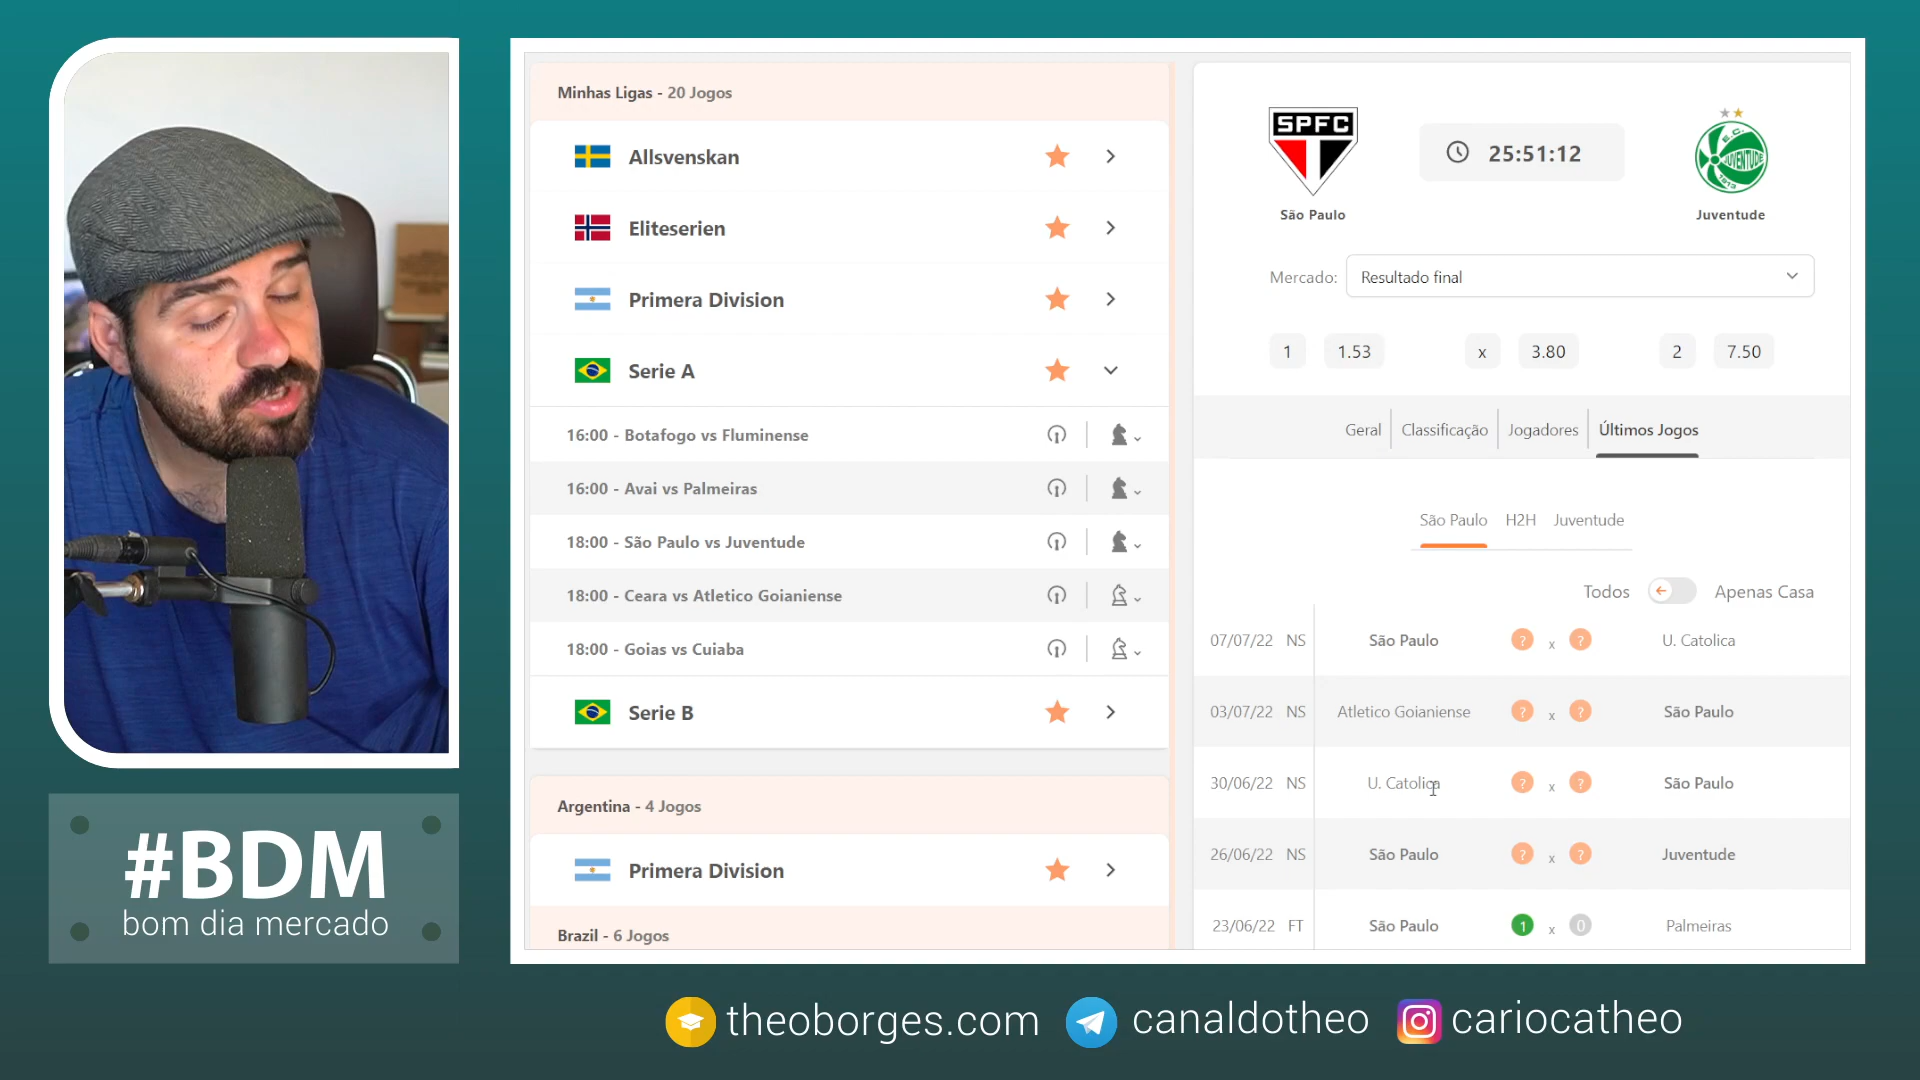 Minhas Ligas - 20 Jogos
Allsvenskan
Eliteserien
Primera Division
Serie A
16:00 - Botafogo vs Fluminense
16:00 - Avai vs Palmeiras
18:00 - São Paulo vs Juventude
18:00 - Ceara vs Atletico Goianiense
18:00 - Goias vs Cuiaba
Serie B
Argentina - 4 Jogos
Primera Division
Brazil - 6 Jogos
SPFC
25:51:12
E.C.
JUVENTUDE
1913
São Paulo
Juventude
Mercado: Resultado final
1 1.53 x 3.80 2 7.50
Geral Classificação Jogadores Últimos Jogos
São Paulo H2H Juventude
Todos Apenas Casa
07/07/22 NS São Paulo ? x ? U. Catolica
03/07/22 NS Atletico Goianiense ? x ? São Paulo
30/06/22 NS U. Catolica ? x ? São Paulo
26/06/22 NS São Paulo ? x ? Juventude
23/06/22 FT São Paulo 1 x 0 Palmeiras
#BDM
bom dia mercado
theoborges.com canaldotheo cariocatheo